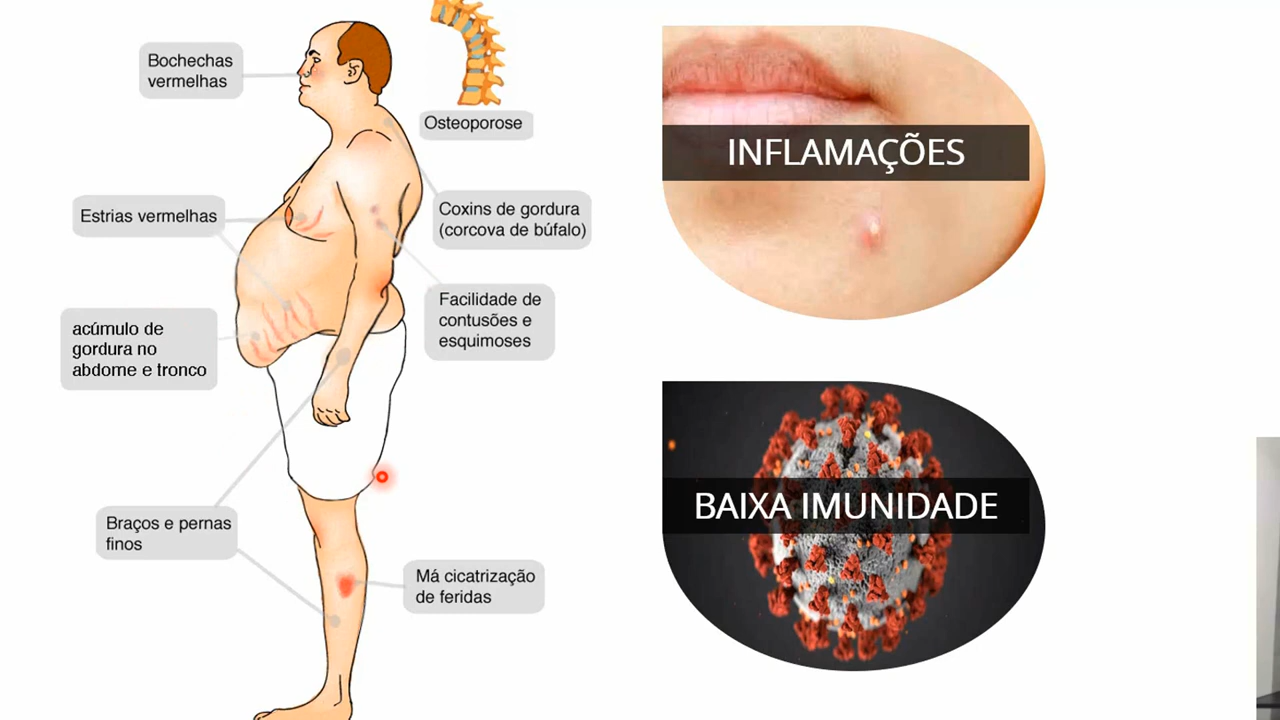 Bochechas
vermelhas
Osteoporose
Estrias vermelhas
Coxins de gordura
(corcova de búfalo)
Facilidade de
contusões e
esquimoses
acúmulo de
gordura no
abdome e tronco
Braços e pernas
finos
Má cicatrização
de feridas
INFLAMAÇÕES
BAIXA IMUNIDADE